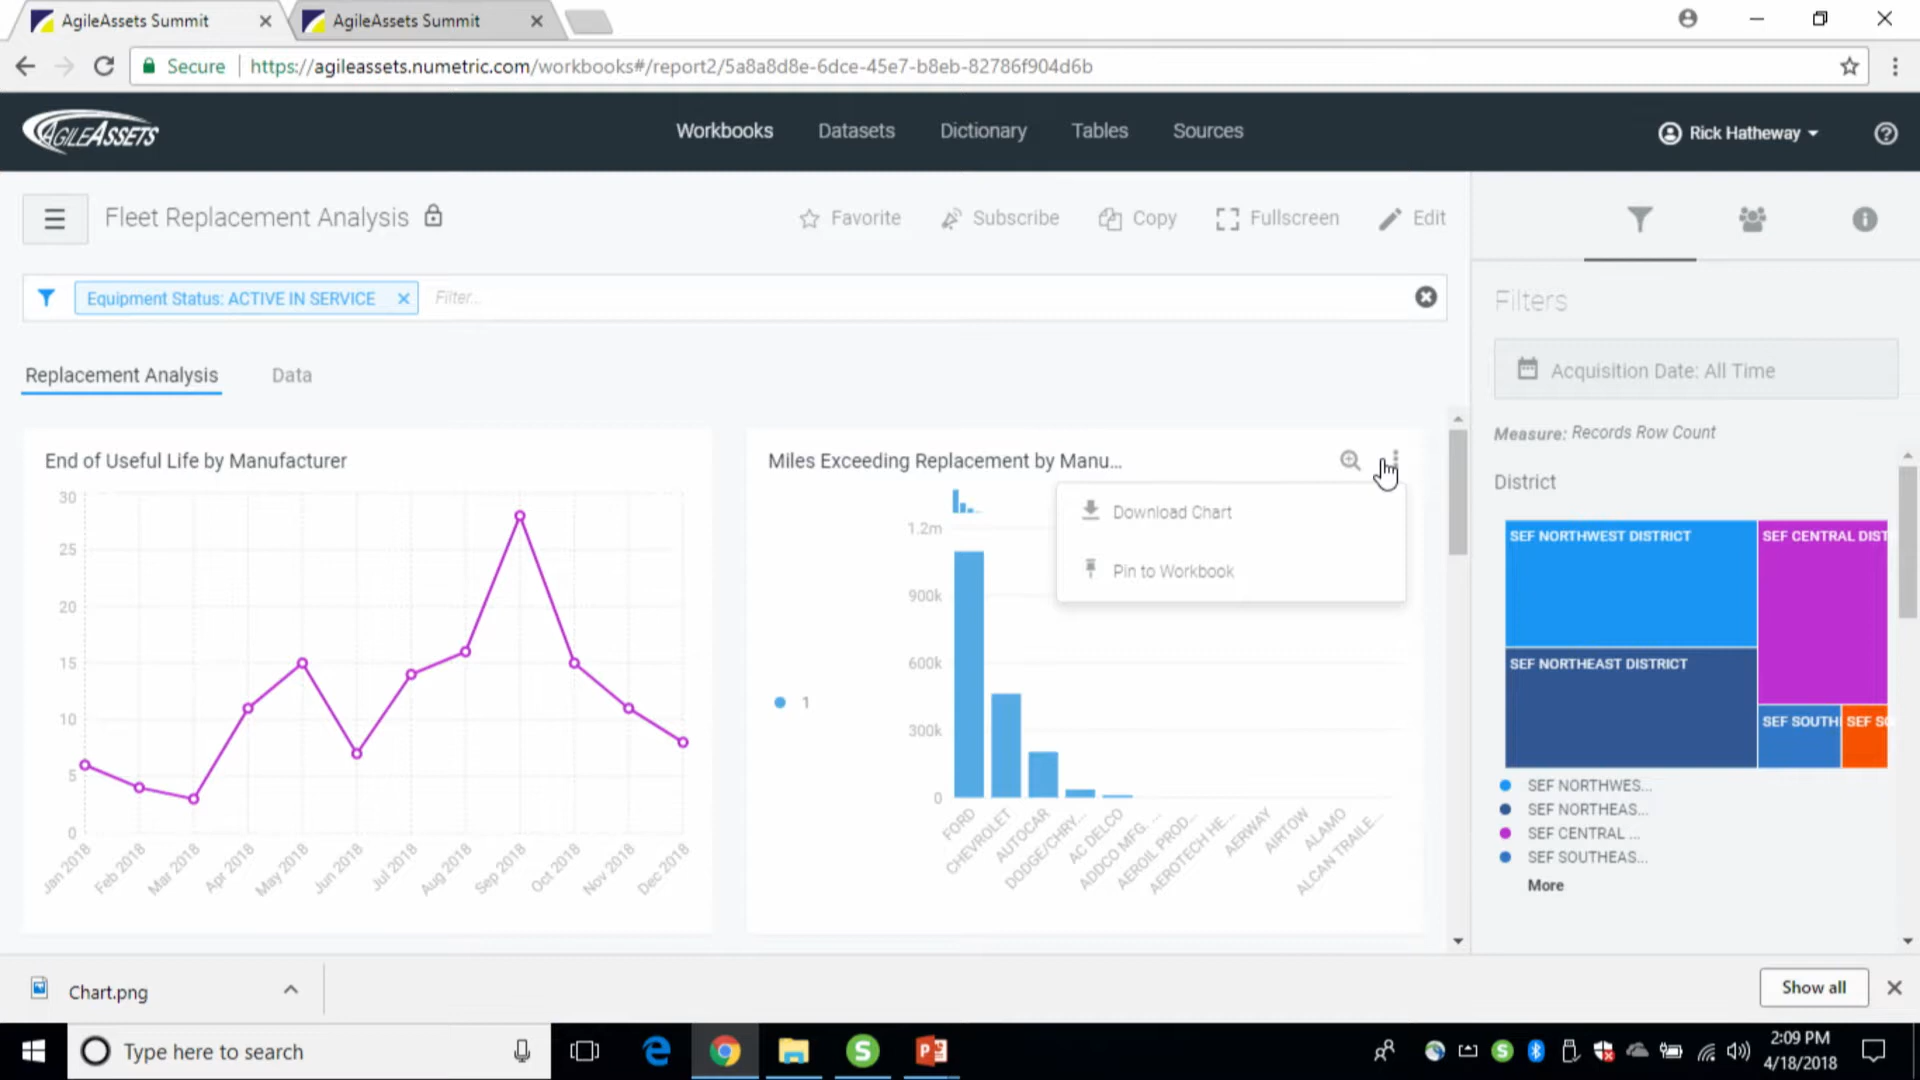 AgileAssets Summit
AgileAssets Summit
Secure
https://agileassets.numetric.com/workbooks#/report2/5a8a8d8e-6dce-45e7-b8eb-82786f904d6b
AGILEASSETS
Workbooks
Datasets
Dictionary
Tables
Sources
Rick Hatheway
Fleet Replacement Analysis
Favorite
Subscribe
Copy
Fullscreen
Edit
Equipment Status: ACTIVE IN SERVICE
Filter...
Replacement Analysis
Data
End of Useful Life by Manufacturer
30
25
20
15
10
5
0
Jan 2018
Feb 2018
Mar 2018
Apr 2018
May 2018
Jun 2018
Jul 2018
Aug 2018
Sep 2018
Oct 2018
Nov 2018
Dec 2018
Miles Exceeding Replacement by Manu...
Download Chart
Pin to Workbook
1
1.2m
900k
600k
300k
0
FORD
CHEVROLET
AUTOCAR
DODGE/CHRY...
AC DELCO
ADDCO MFG. ...
AEROIL PROD...
AEROTECH HE...
AERWAY
AIRTOW
ALAMO
ALCAN TRAILE...
Filters
Acquisition Date: All Time
Measure: Records Row Count
District
SEF NORTHWEST DISTRICT
SEF CENTRAL DIST
SEF NORTHEAST DISTRICT
SEF SOUTH
SEF SO
SEF NORTHWES...
SEF NORTHEAS...
SEF CENTRAL ...
SEF SOUTHEAS...
More
Chart.png
Show all
Type here to search
2:09 PM
4/18/2018